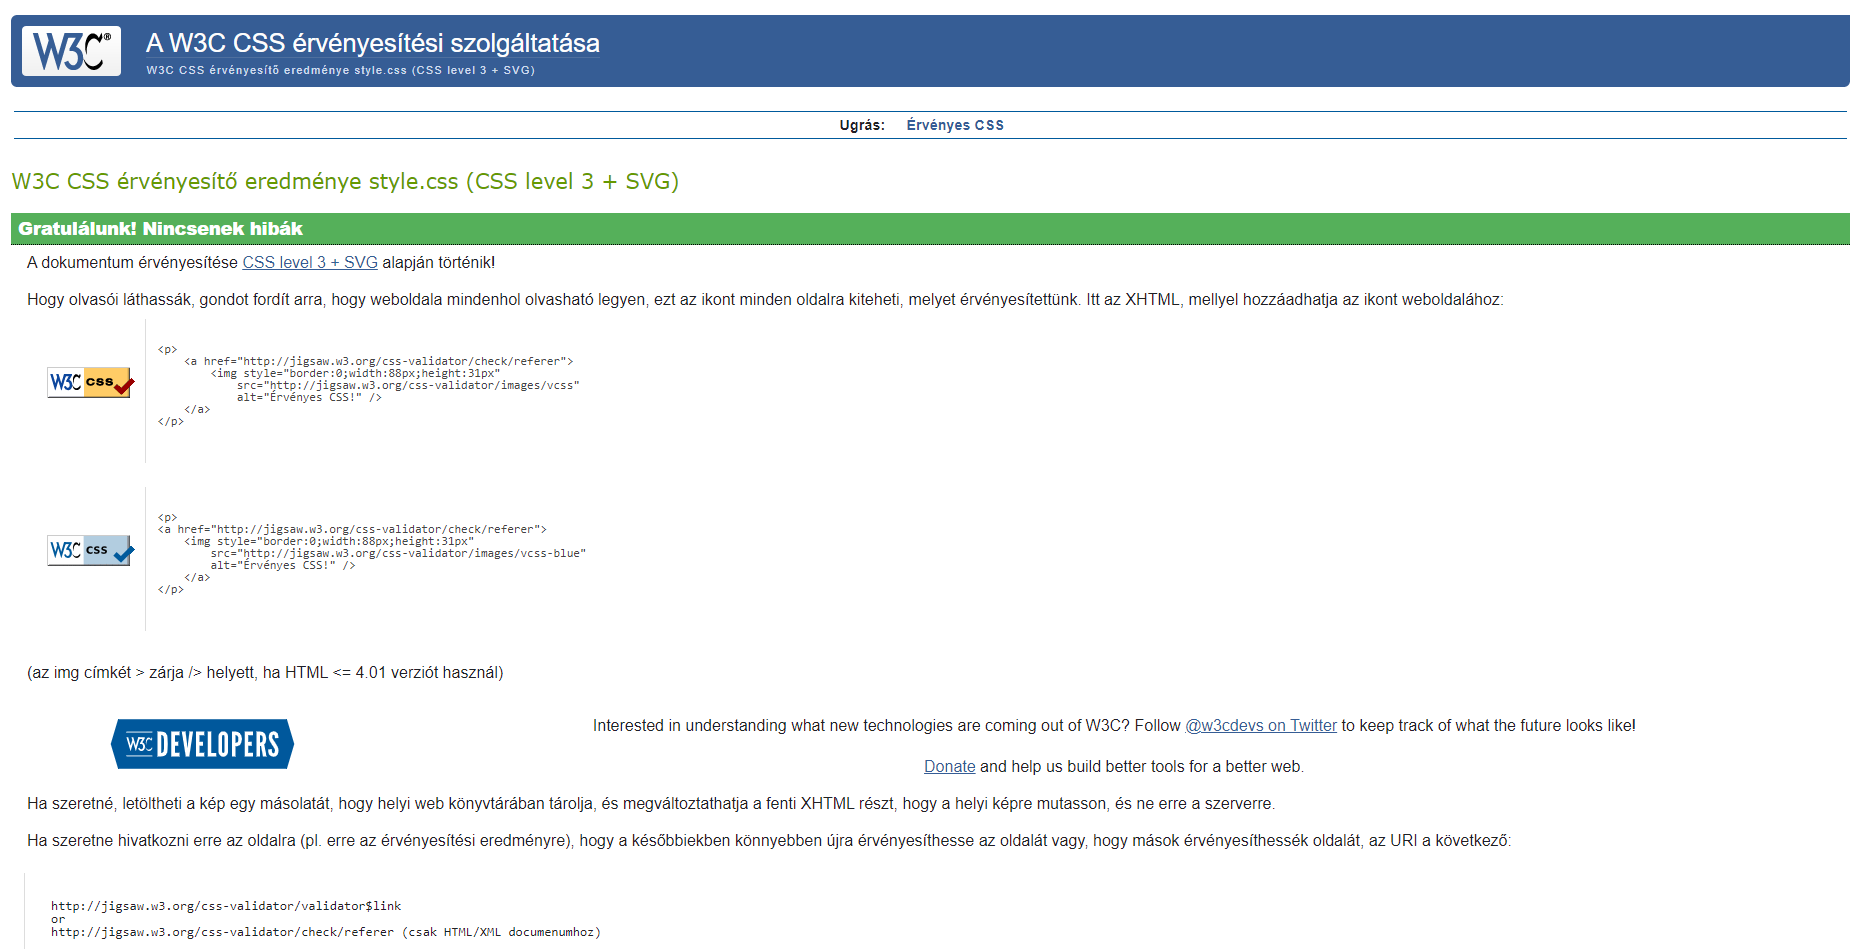 W3C®
A W3C CSS érvényesítési szolgáltatása
W3C CSS érvényesítő eredménye style.css (CSS level 3 + SVG)
Ugrás: Érvényes CSS
W3C CSS érvényesítő eredménye style.css (CSS level 3 + SVG)
Gratulálunk! Nincsenek hibák
A dokumentum érvényesítése CSS level 3 + SVG alapján történik!
Hogy olvasói láthassák, gondot fordít arra, hogy weboldala mindenhol olvasható legyen, ezt az ikont minden oldalra kiteheti, melyet érvényesítettünk. Itt az XHTML, mellyel hozzáadhatja az ikont weboldalához:
W3C css
<p>
<a href="http://jigsaw.w3.org/css-validator/check/referer">
<img style="border:0;width:88px;height:31px"
src="http://jigsaw.w3.org/css-validator/images/vcss"
alt="Érvényes CSS!" />
</a>
</p>
W3C css
<p>
<a href="http://jigsaw.w3.org/css-validator/check/referer">
<img style="border:0;width:88px;height:31px"
src="http://jigsaw.w3.org/css-validator/images/vcss-blue"
alt="Érvényes CSS!" />
</a>
</p>
(az img címkét > zárja /> helyett, ha HTML <= 4.01 verziót használ)
W3C DEVELOPERS
Interested in understanding what new technologies are coming out of W3C? Follow @w3cdevs on Twitter to keep track of what the future looks like!
Donate and help us build better tools for a better web.
Ha szeretné, letöltheti a kép egy másolatát, hogy helyi web könyvtárában tárolja, és megváltoztathatja a fenti XHTML részt, hogy a helyi képre mutasson, és ne erre a szerverre.
Ha szeretne hivatkozni erre az oldalra (pl. erre az érvényesítési eredményre), hogy a későbbiekben könnyebben újra érvényesíthesse az oldalát vagy, hogy mások érvényesíthessék oldalát, az URI a következő:
http://jigsaw.w3.org/css-validator/validator$link
or
http://jigsaw.w3.org/css-validator/check/referer (csak HTML/XML documenumhoz)